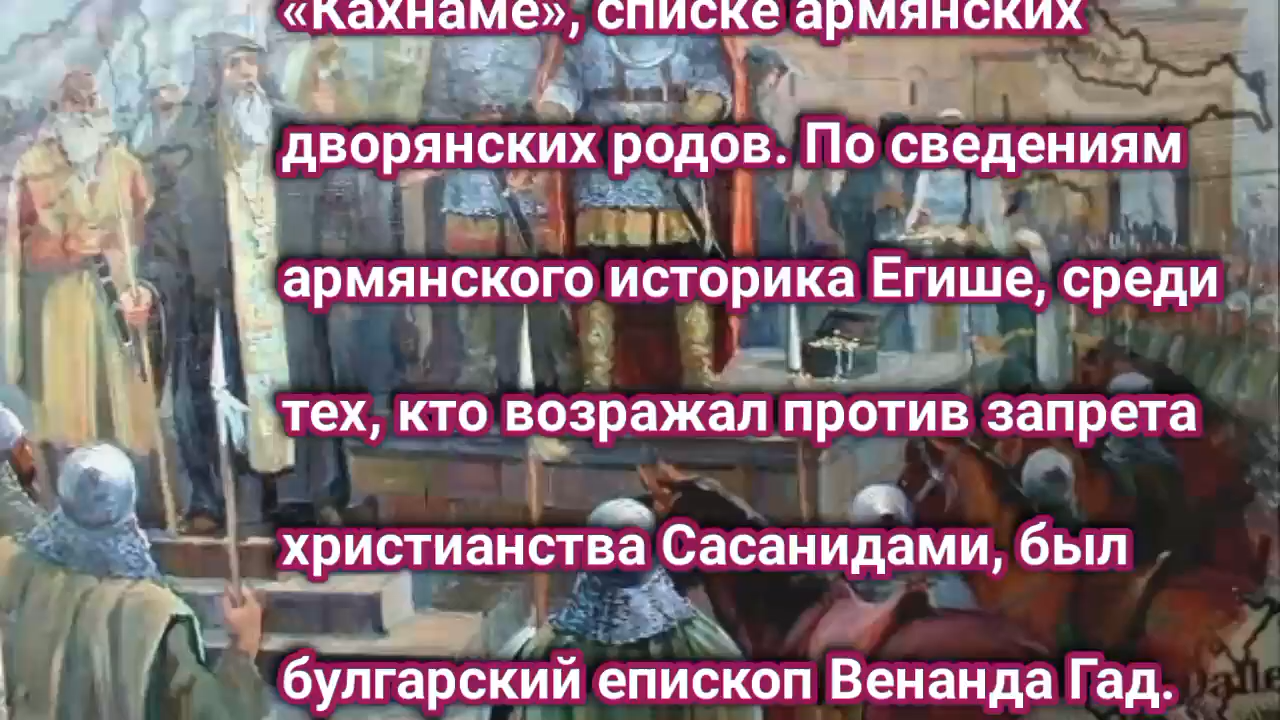 «Кахнаме», списке армянских
дворянских родов. По сведениям
армянского историка Егише, среди
тех, кто возражал против запрета
христианства Сасанидами, был
булгарский епископ Венанда Гад.